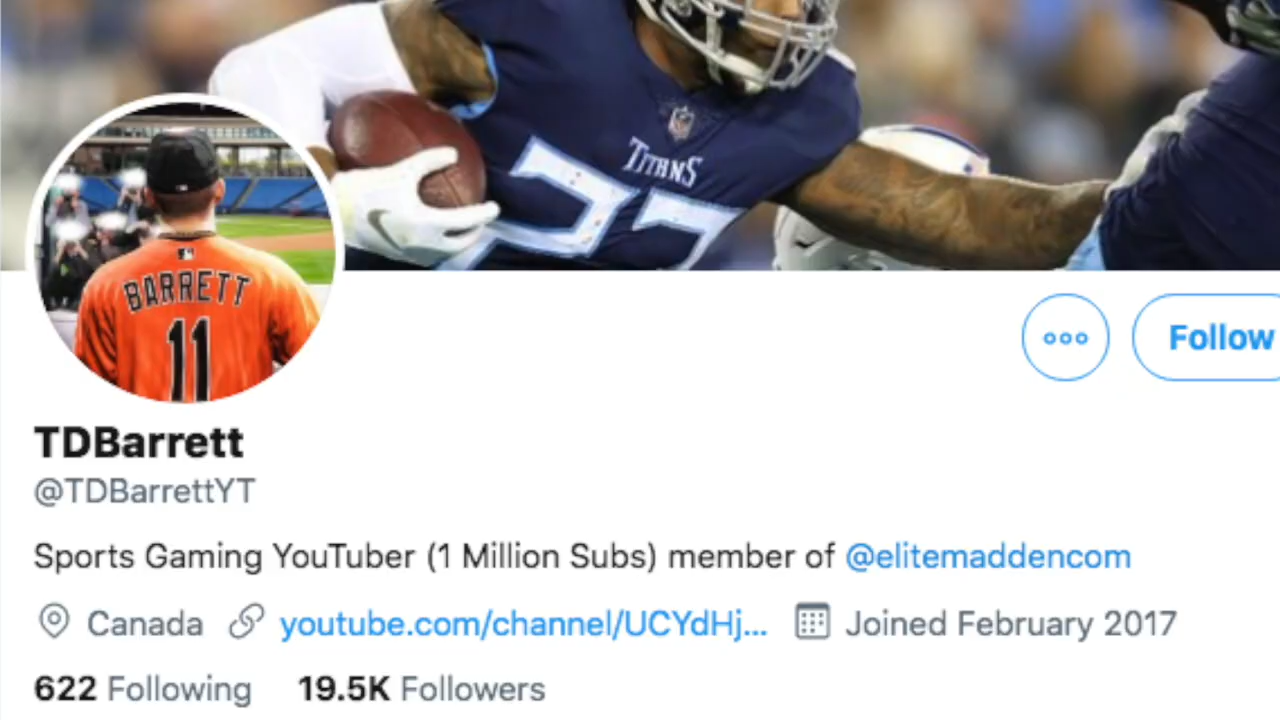 TITANS
22
BARRETT
11
Follow
TDBarrett
@TDBarrettYT
Sports Gaming YouTuber (1 Million Subs) member of @elitemaddencom
Canada youtube.com/channel/UCYdHj... Joined February 2017
622 Following 19.5K Followers